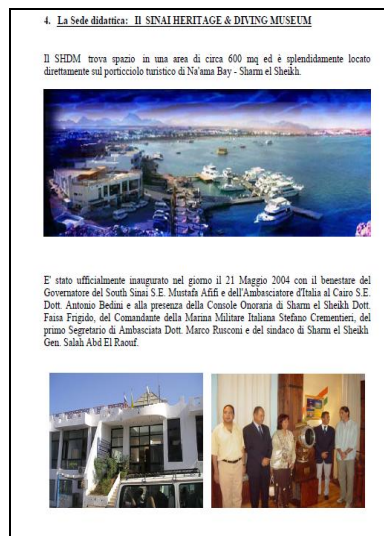 4. La Sede didattica: Il SINAI HERITAGE & DIVING MUSEUM
Il SHDM trova spazio in una area di circa 600 mq ed è splendidamente locato
direttamente sul porticciolo turistico di Na'ama Bay - Sharm el Sheikh.
E' stato ufficialmente inaugurato nel giorno il 21 Maggio 2004 con il benestare del
Governatore del South Sinai S.E. Mustafa Afifi e dell'Ambasciatore d'Italia al Cairo S.E.
Dott. Antonio Bedini e alla presenza della Console Onoraria di Sharm el Sheikh Dott.
Faisa Frigido, del Comandante della Marina Militare Italiana Stefano Crementieri, del
primo Segretario di Ambasciata Dott. Marco Rusconi e del sindaco di Sharm el Sheikh
Gen. Salah Abd El Raouf.